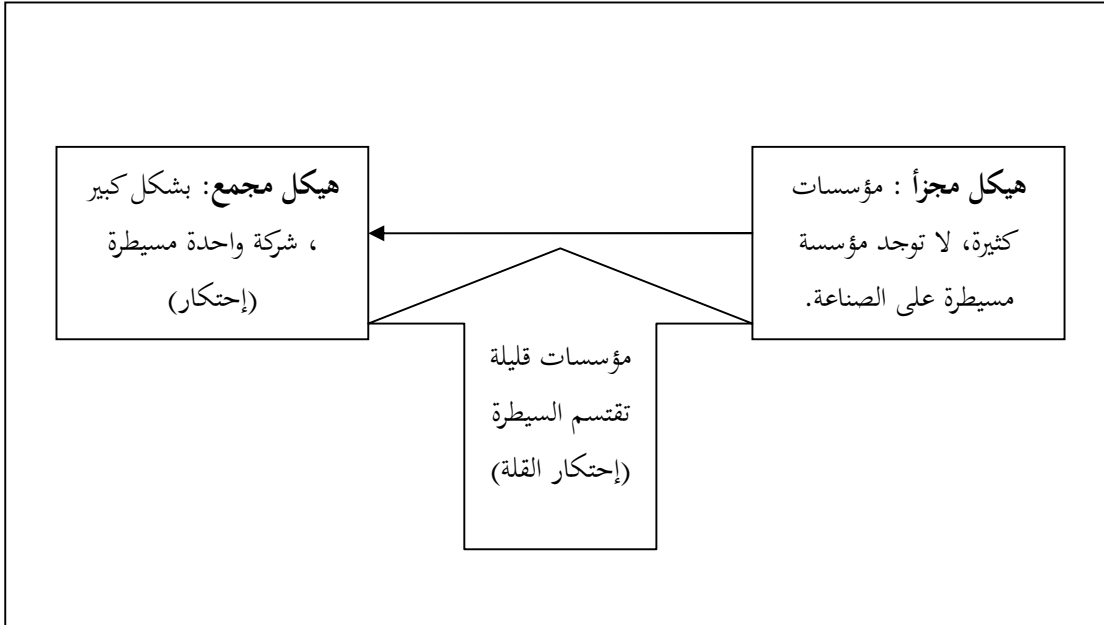 هيكل مجزأ : مؤسسات
كثيرة، لا توجد مؤسسة
مسيطرة على الصناعة.
هيكل مجمع: بشكل كبير
، شركة واحدة مسيطرة
(إحتكار)
مؤسسات قليلة
تقتسم السيطرة
(إحتكار القلة)